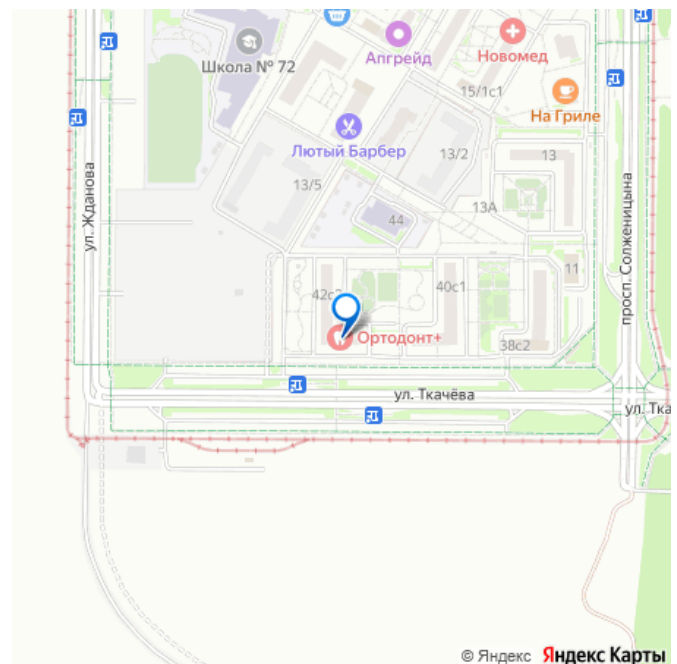 Школа № 72
Апгрейд
Новомед
15/1с1
На Гриле
Лютый Барбер
13/2
13
13/5
13А
44
ул. Жданова
просп. Солженицына
11
40с1
Ортодонт+
38с2
ул. Ткачёва
ул. Тка
© Яндекс Яндекс Карты